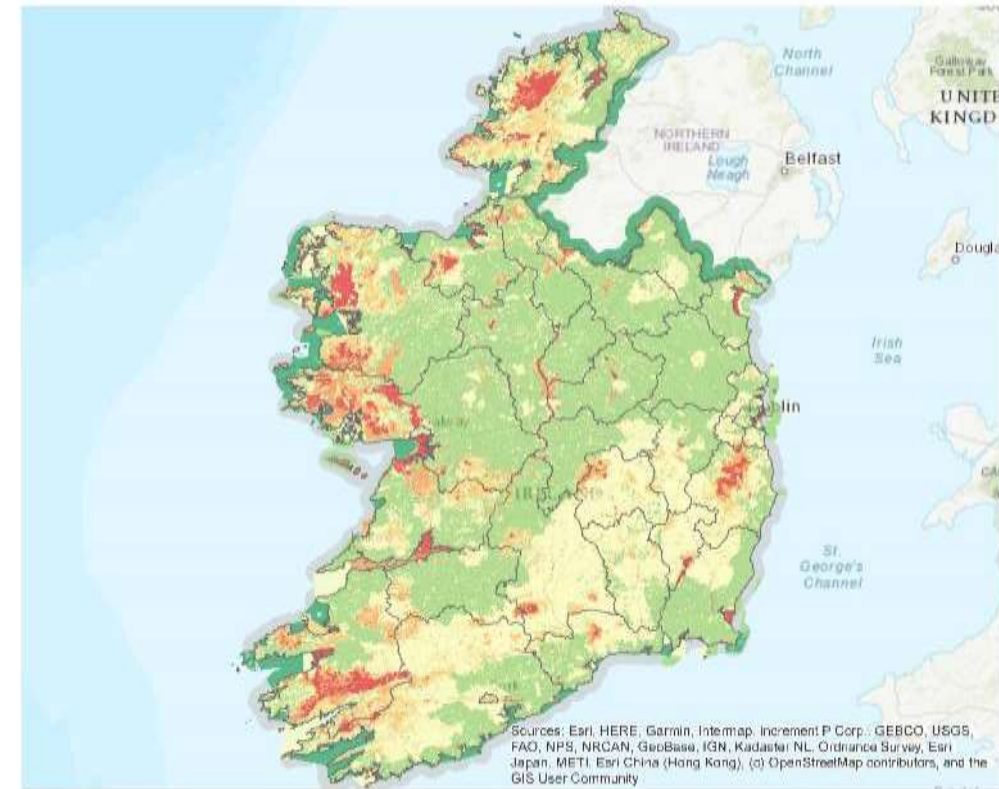 North
Channel
Galloway
Forest Park
UNITE
KINGD
NORTHERN
IRELAND
Belfast
Lough
Neagh
Dougla
Irish
Sea
blin
St.
George's
Channel
Sources: Esri, HERE, Garmin, Intermap, increment P Corp., GEBCO, USGS,
FAO, NPS, NRCAN, GeoBase, IGN, Kadaster NL, Ordnance Survey, Esri
Japan, METI, Esri China (Hong Kong), (c) OpenStreetMap contributors, and the
GIS User Community